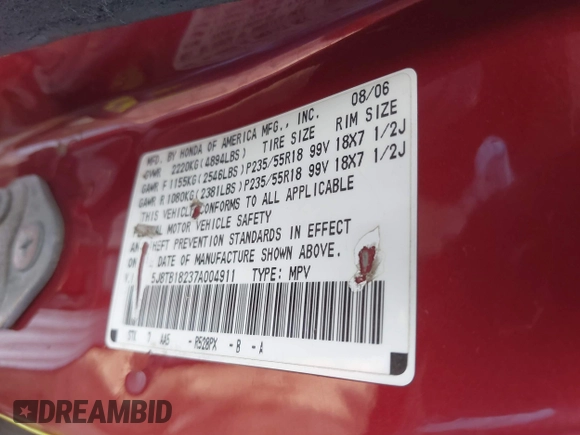 MFG. BY HONDA OF AMERICA MFG., INC. 08/06
GVWR 2220KG(4894LBS) TIRE SIZE RIM SIZE
GAWR F 1155KG(2546LBS)P235/55R18 99V 18X7 1/2J
GAWR R 1080KG(2381LBS)P235/55R18 99V 18X7 1/2J
THIS VEHICLE CONFORMS TO ALL APPLICABLE
MOTOR VEHICLE SAFETY
THEFT PREVENTION STANDARDS IN EFFECT
DATE OF MANUFACTURE SHOWN ABOVE.
5J8TB18237A004911 TYPE: MPV
AA5 -R528PX -B -A
DREAMBID